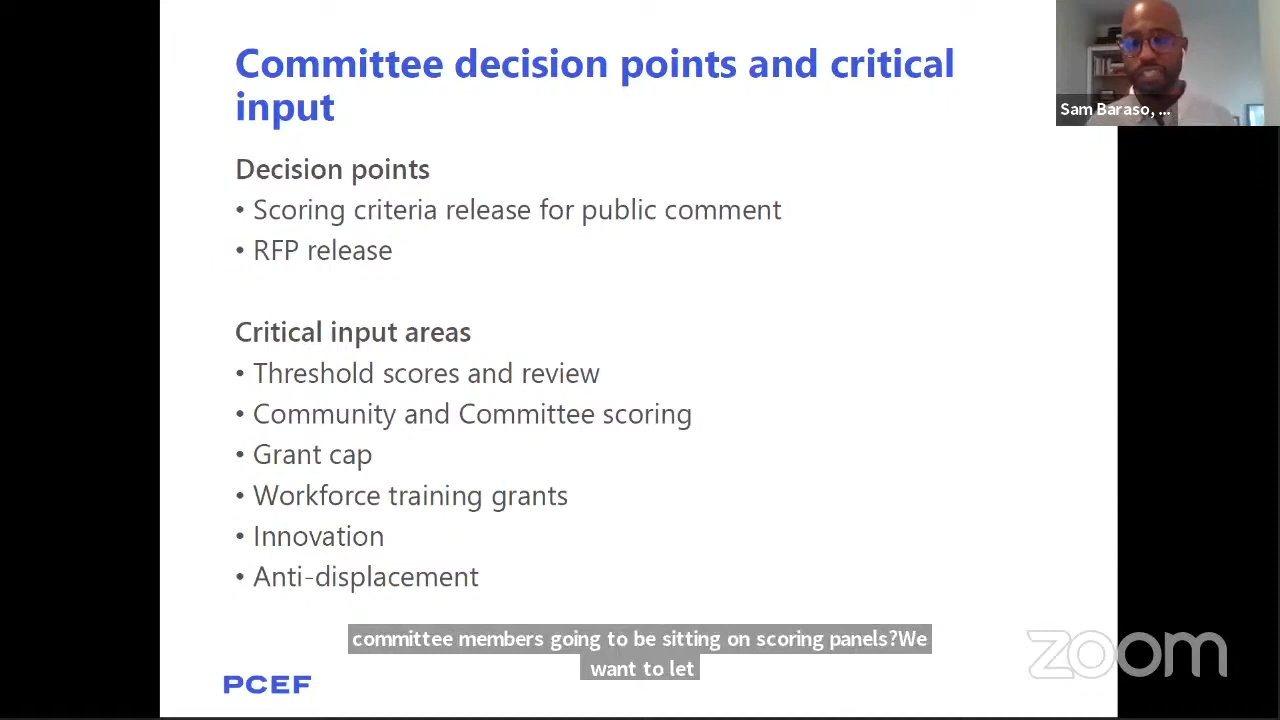 Committee decision points and critical
input
Sam Baraso, ...
Decision points
• Scoring criteria release for public comment
• RFP release
Critical input areas
• Threshold scores and review
• Community and Committee scoring
• Grant cap
• Workforce training grants
• Innovation
• Anti-displacement
committee members going to be sitting on scoring panels?We
want to let
PCEF
zoom